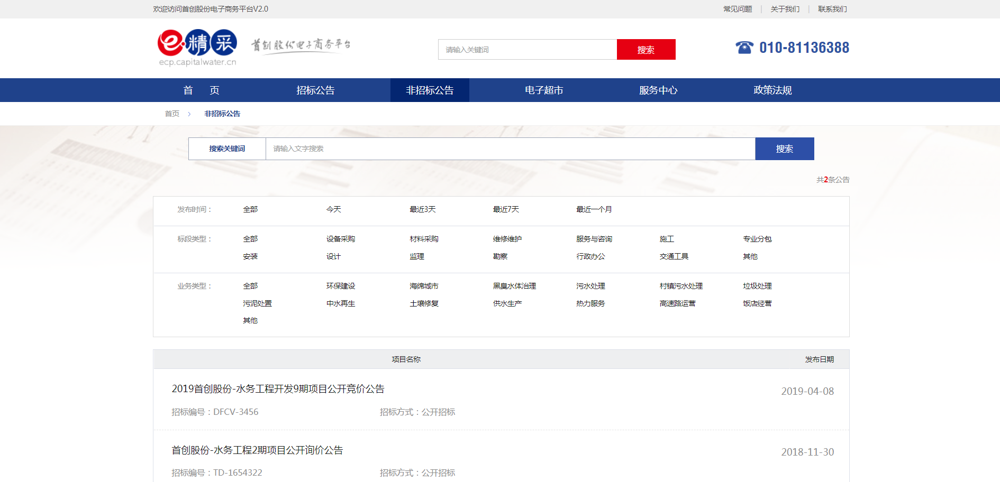 欢迎访问首创股份电子商务平台V2.0
常见问题 | 关于我们 | 联系我们
e·精采
首创股份电子商务平台
ecp.capitalwater.cn
请输入关键词 搜索
010-81136388
首 页 招标公告 非招标公告 电子超市 服务中心 政策法规
首页 > 非招标公告
搜索关键词 请输入文字搜索 搜索
共2条公告
发布时间： 全部 今天 最近3天 最近7天 最近一个月
标段类型： 全部 设备采购 材料采购 维修维护 服务与咨询 施工 专业分包
安装 设计 监理 勘察 行政办公 交通工具 其他
业务类型： 全部 环保建设 海绵城市 黑臭水体治理 污水处理 村镇污水处理 垃圾处理
污泥处置 中水再生 土壤修复 供水生产 热力服务 高速路运营 饭店经营
其他
项目名称 发布日期
2019首创股份-水务工程开发9期项目公开竞价公告 2019-04-08
招标编号：DFCV-3456 招标方式：公开招标
首创股份-水务工程2期项目公开询价公告 2018-11-30
招标编号：TD-1654322 招标方式：公开招标